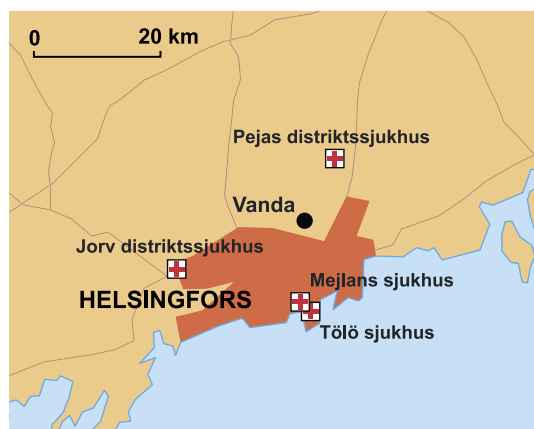 0 20 km
Pejas distriktssjukhus
Vanda
Jorv distriktssjukhus
Mejlans sjukhus
HELSINGFORS
Tölö sjukhus